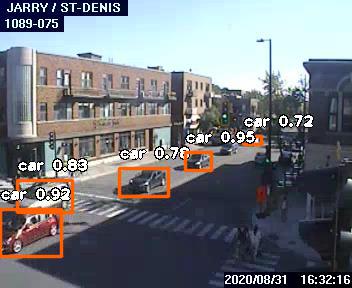 JARRY / ST-DENIS
1089-075
car 0.72
car 0.95
car 0.78
car 0.83
car 0.92
2020/08/31 16:32:16